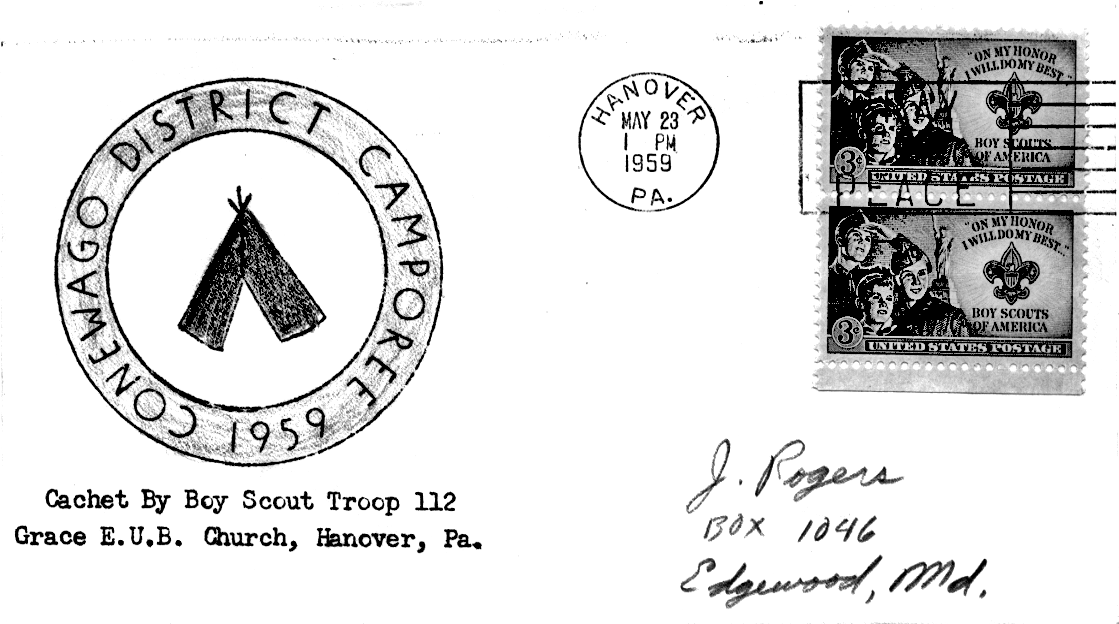 CONEWAGO DISTRICT CAMPOREE 1959
Cachet By Boy Scout Troop 112
Grace E.U.B. Church, Hanover, Pa.
HANOVER
MAY 23
1 PM
1959
PA.
"ON MY HONOR
I WILL DO MY BEST..."
BOY SCOUTS
OF AMERICA
3¢
UNITED STATES POSTAGE
PEACE
"ON MY HONOR
I WILL DO MY BEST..."
BOY SCOUTS
OF AMERICA
3¢
UNITED STATES POSTAGE
J. Rogers
BOX 1046
Edgewood, Md.